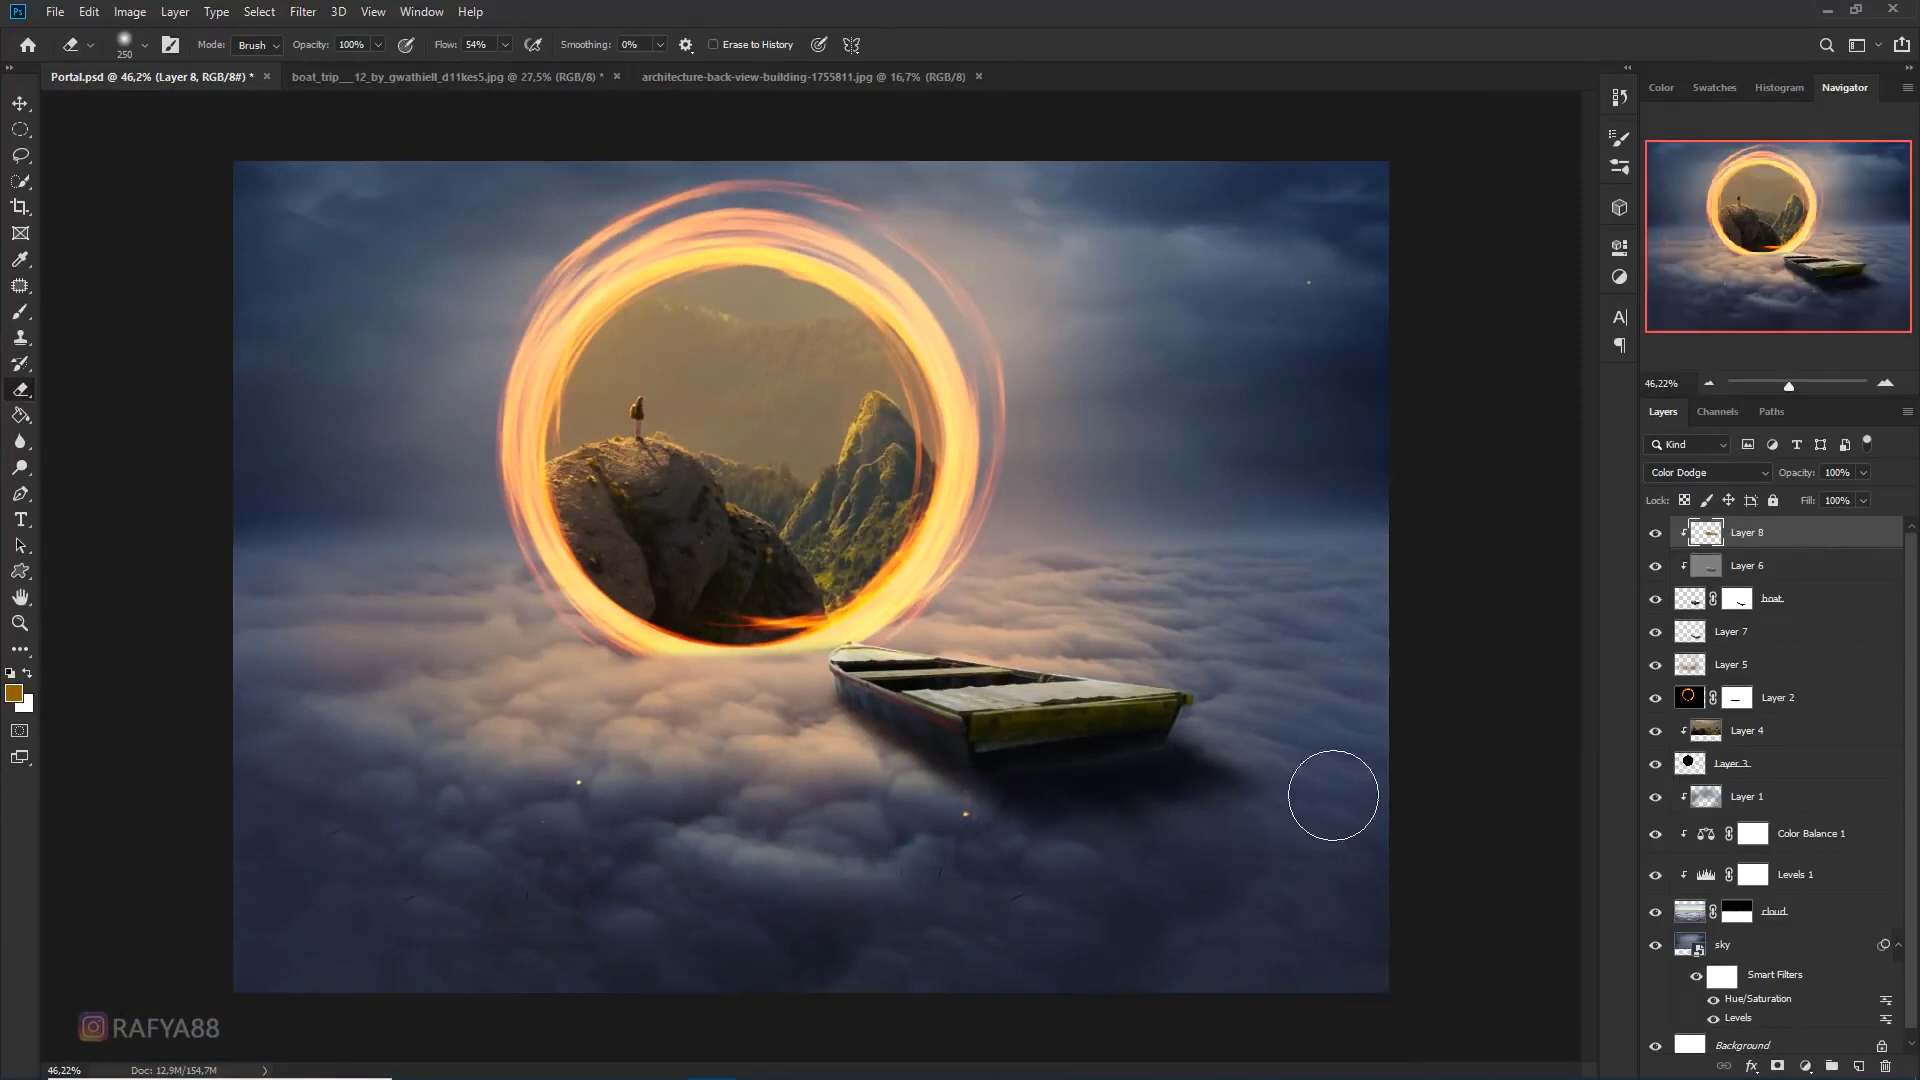 Ps File Edit Image Layer Type Select Filter 3D View Window Help
250 Mode: Brush Opacity: 100% Flow: 54% Smoothing: 0% Erase to History
Portal.psd @ 46,2% (Layer 8, RGB/8#) * × boat_trip__12_by_gwathiell_d11kes5.jpg @ 27,5% (RGB/8) * × architecture-back-view-building-1755811.jpg @ 16,7% (RGB/8) ×
Color Swatches Histogram Navigator
46,22%
Layers Channels Paths
Kind
Color Dodge Opacity: 100%
Lock: Fill: 100%
Layer 8
Layer 6
boat
Layer 7
Layer 5
Layer 2
Layer 4
Layer 3
Layer 1
Color Balance 1
Levels 1
cloud
sky
Smart Filters
Hue/Saturation
Levels
Background
fx
RAFYA88
46,22% Doc: 12,9M/154,7M